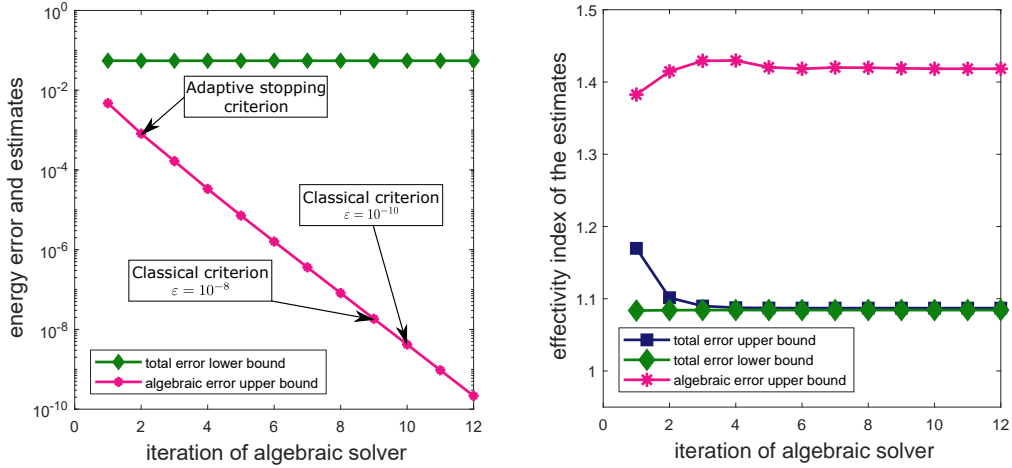 energy error and estimates
10^0
10^-2
10^-4
10^-6
10^-8
10^-10
Adaptive stopping
criterion
Classical criterion
ε = 10^-10
Classical criterion
ε = 10^-8
total error lower bound
algebraic error upper bound
0 2 4 6 8 10 12
iteration of algebraic solver
effectivity index of the estimates
1.5
1.4
1.3
1.2
1.1
1
total error upper bound
total error lower bound
algebraic error upper bound
0 2 4 6 8 10 12
iteration of algebraic solver